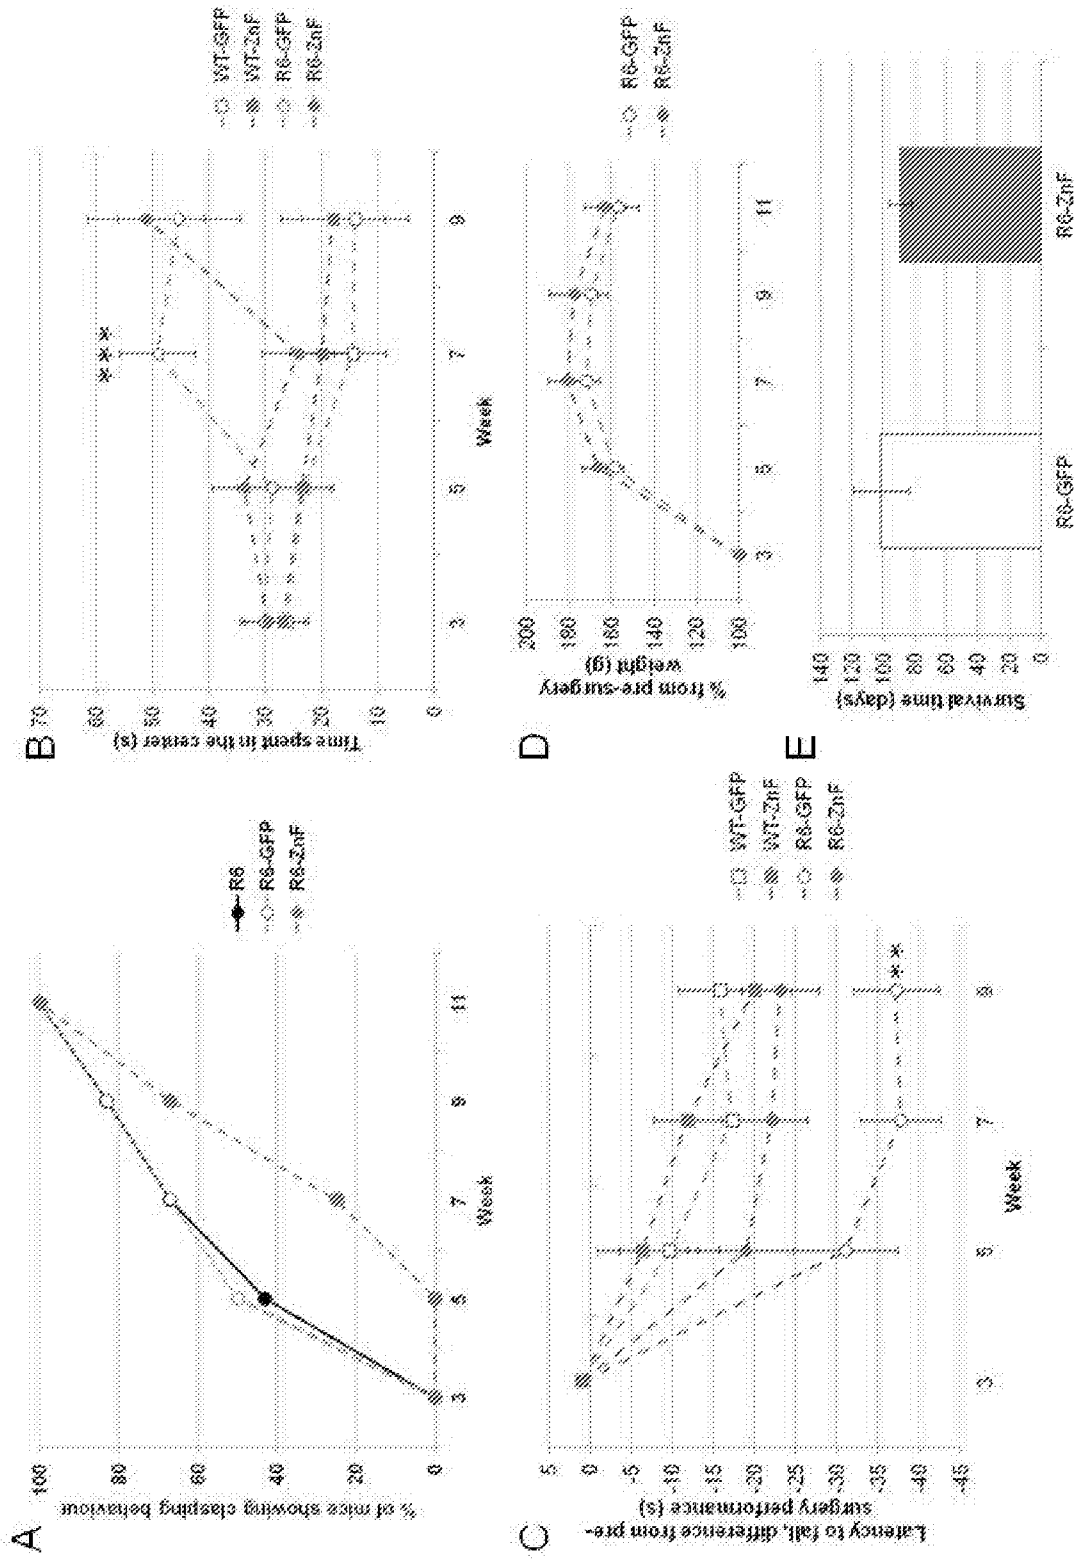 A
% of mice showing clasping behaviour
100
80
60
40
20
0
3
5
7
9
11
Week
R6
R6-GFP
R6-ZnF
B
Time spent in the center (s)
70
60
50
40
30
20
10
0
3
5
7
9
Week
***
WT-GFP
WT-ZnF
R6-GFP
R6-ZnF
C
Latency to fall, difference from pre-
surgery performance (s)
5
0
-5
-10
-15
-20
-25
-30
-35
-40
-45
3
5
7
9
Week
**
WT-GFP
WT-ZnF
R6-GFP
R6-ZnF
D
% from pre-surgery
weight (g)
200
180
160
140
120
100
3
5
7
9
11
R6-GFP
R6-ZnF
E
Survival time (days)
140
120
100
80
60
40
20
0
R6-GFP
R6-ZnF